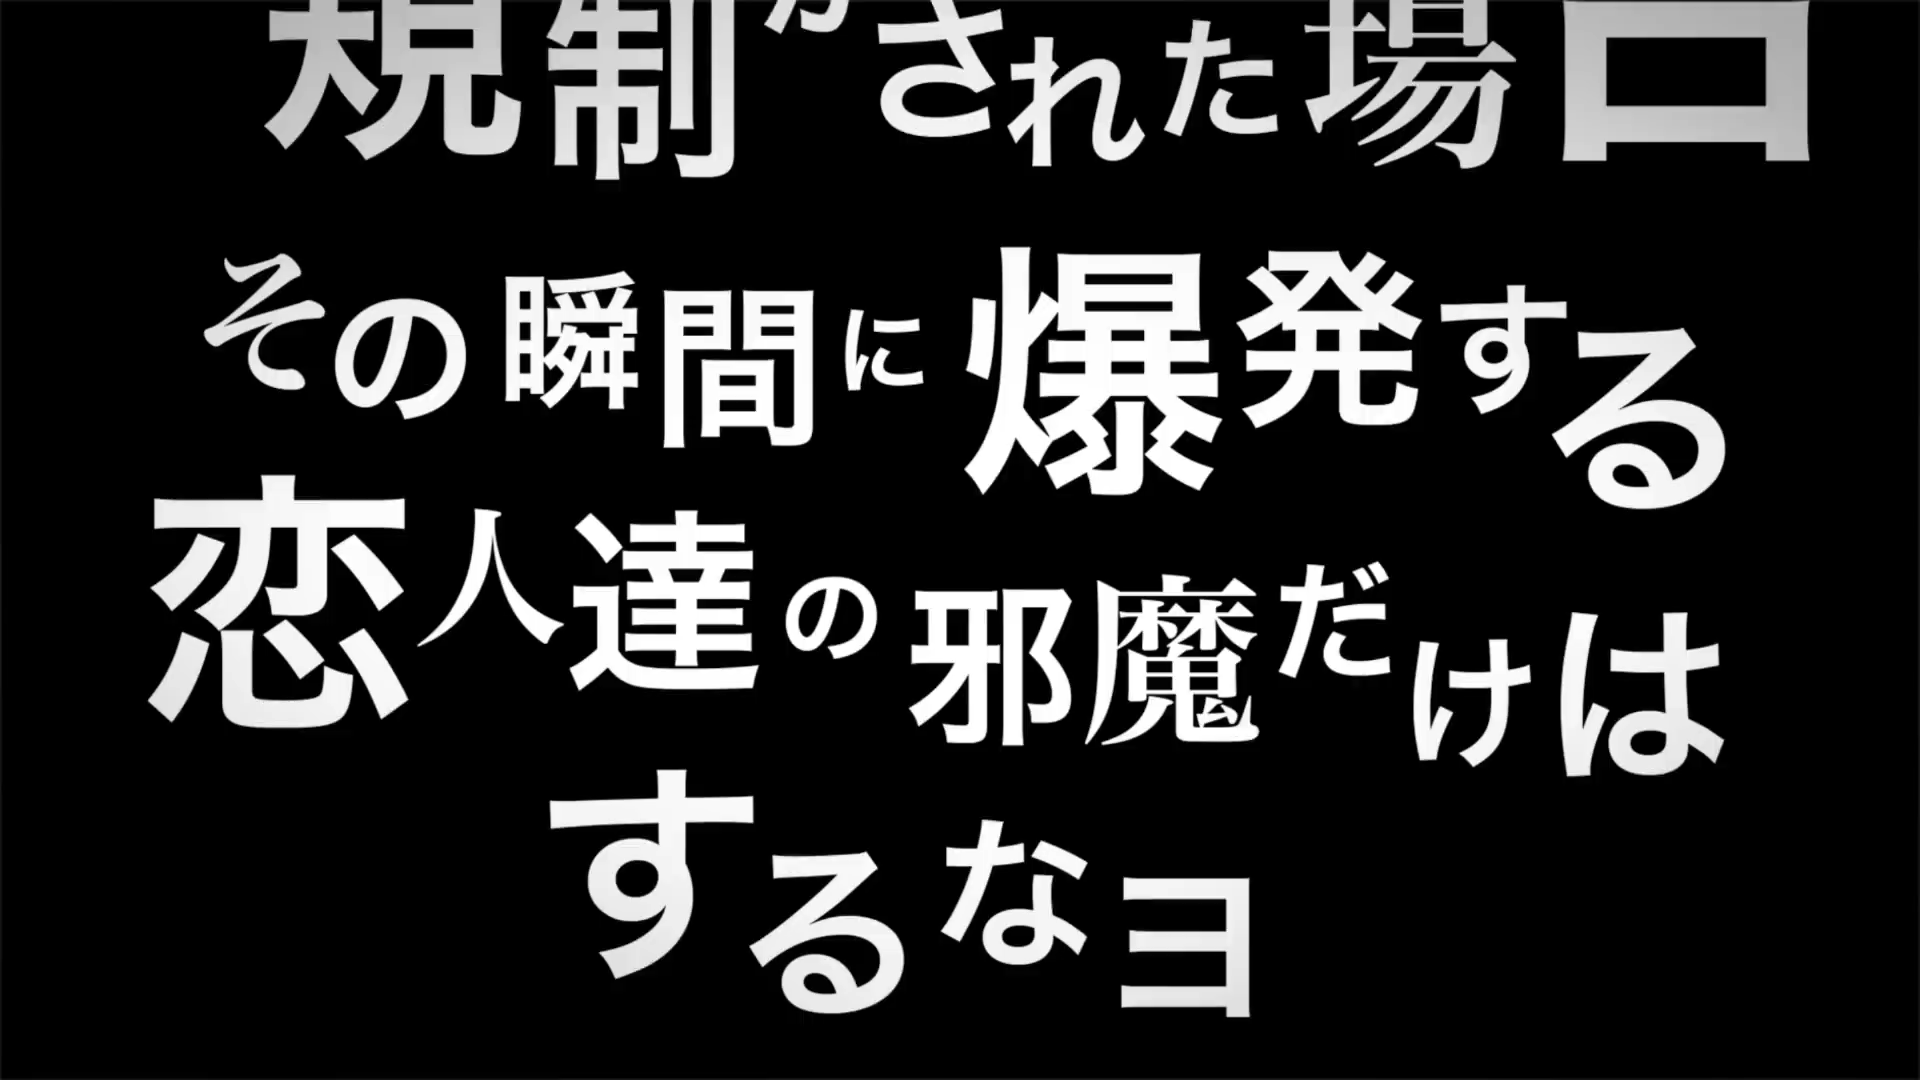 規制がされた場
その瞬間に爆発する
恋人達の邪魔だけは
するなヨ